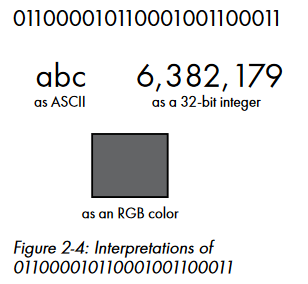 011000010110001001100011
abc 6,382,179
as ASCII as a 32-bit integer
as an RGB color
Figure 2-4: Interpretations of
011000010110001001100011